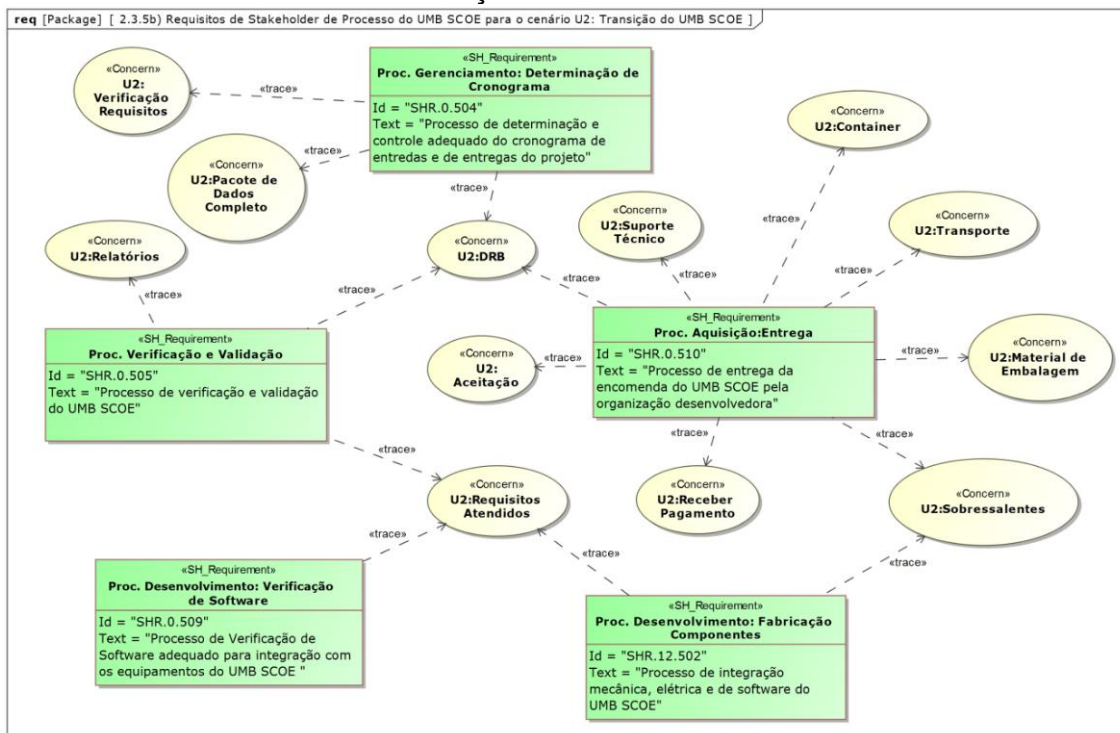 req [Package] [ 2.3.5b) Requisitos de Stakeholder de Processo do UMB SCOE para o cenário U2: Transição do UMB SCOE ]
«Concern»
U2:
Verificação
Requisitos
«trace»
«SH_Requirement»
Proc. Gerenciamento: Determinação de
Cronograma
Id = "SHR.0.504"
Text = "Processo de determinação e
controle adequado do cronograma de
entredas e de entregas do projeto"
«Concern»
U2:Container
«Concern»
U2:Pacote de
Dados
Completo
«trace»
«trace»
«trace»
«Concern»
U2:Relatórios
«Concern»
U2:DRB
«Concern»
U2:Suporte
Técnico
«Concern»
U2:Transporte
«trace»
«trace»
«trace»
«trace»
«trace»
«SH_Requirement»
Proc. Verificação e Validação
Id = "SHR.0.505"
Text = "Processo de verificação e validação
do UMB SCOE"
«Concern»
U2:
Aceitação
«trace»
«SH_Requirement»
Proc. Aquisição:Entrega
Id = "SHR.0.510"
Text = "Processo de entrega da
encomenda do UMB SCOE pela
organização desenvolvedora"
«trace»
«Concern»
U2:Material de
Embalagem
«trace»
«trace»
«trace»
«Concern»
U2:Requisitos
Atendidos
«Concern»
U2:Receber
Pagamento
«Concern»
U2:Sobressalentes
«trace»
«trace»
«trace»
«SH_Requirement»
Proc. Desenvolvimento: Verificação
de Software
Id = "SHR.0.509"
Text = "Processo de Verificação de
Software adequado para integração com
os equipamentos do UMB SCOE "
«SH_Requirement»
Proc. Desenvolvimento: Fabricação
Componentes
Id = "SHR.12.502"
Text = "Processo de integração
mecânica, elétrica e de software do
UMB SCOE"